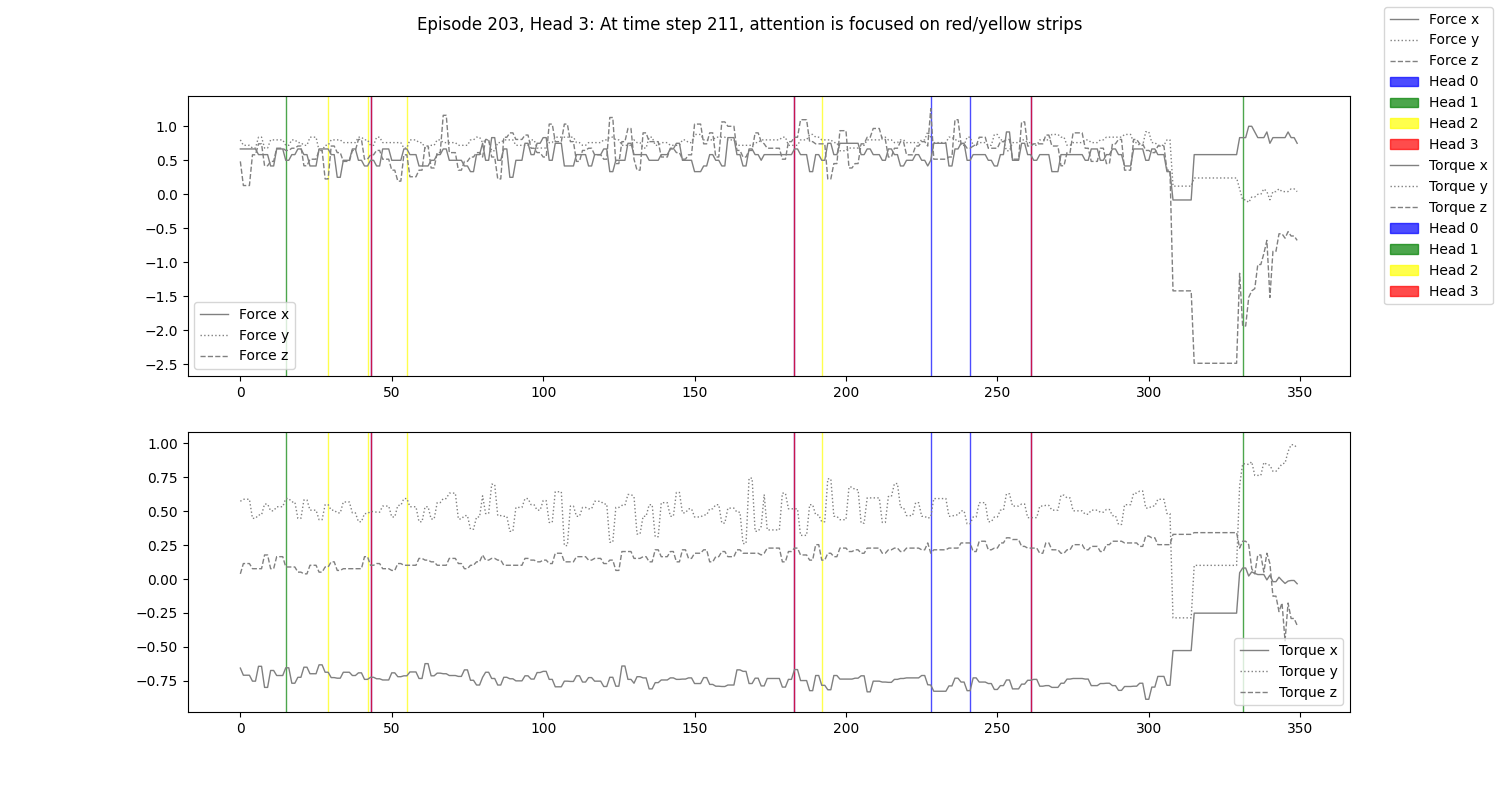 Episode 203, Head 3: At time step 211, attention is focused on red/yellow strips
Force x
Force y
Force z
Head 0
Head 1
Head 2
Head 3
Torque x
Torque y
Torque z
Head 0
Head 1
Head 2
Head 3
1.0
0.5
0.0
−0.5
−1.0
−1.5
−2.0
−2.5
Force x
Force y
Force z
0 50 100 150 200 250 300 350
1.00
0.75
0.50
0.25
0.00
−0.25
−0.50
−0.75
Torque x
Torque y
Torque z
0 50 100 150 200 250 300 350